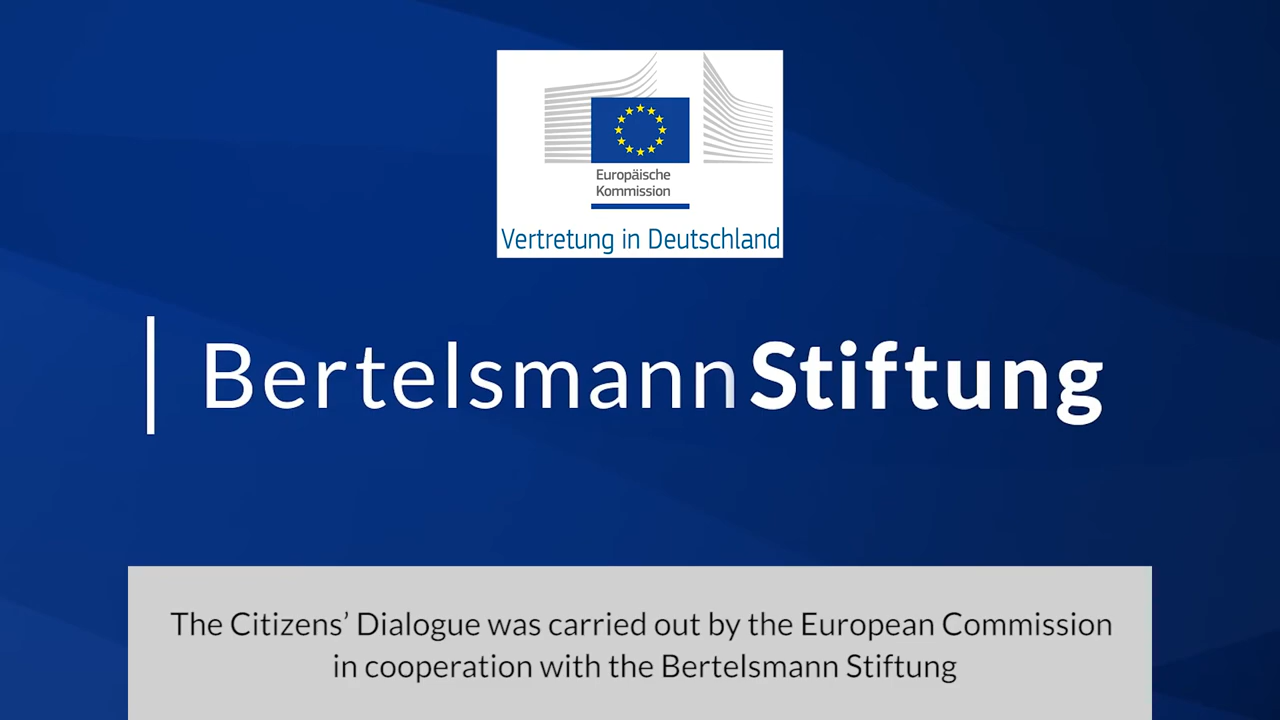 Europäische
Kommission
Vertretung in Deutschland
BertelsmannStiftung
The Citizens’ Dialogue was carried out by the European Commission
in cooperation with the Bertelsmann Stiftung